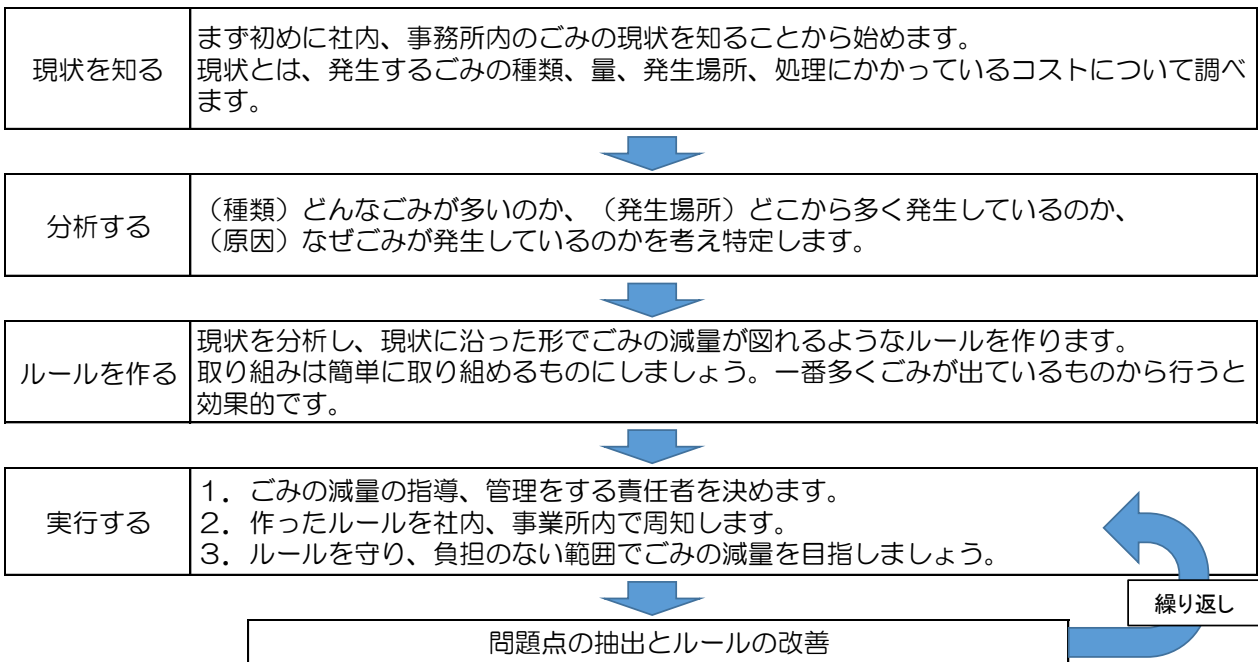 現状を知る
まず初めに社内、事務所内のごみの現状を知ることから始めます。
現状とは、発生するごみの種類、量、発生場所、処理にかかっているコストについて調べ
ます。
分析する
（種類）どんなごみが多いのか、（発生場所）どこから多く発生しているのか、
（原因）なぜごみが発生しているのかを考え特定します。
ルールを作る
現状を分析し、現状に沿った形でごみの減量が図れるようなルールを作ります。
取り組みは簡単に取り組めるものにしましょう。一番多くごみが出ているものから行うと
効果的です。
実行する
１．ごみの減量の指導、管理をする責任者を決めます。
２．作ったルールを社内、事業所内で周知します。
３．ルールを守り、負担のない範囲でごみの減量を目指しましょう。
繰り返し
問題点の抽出とルールの改善